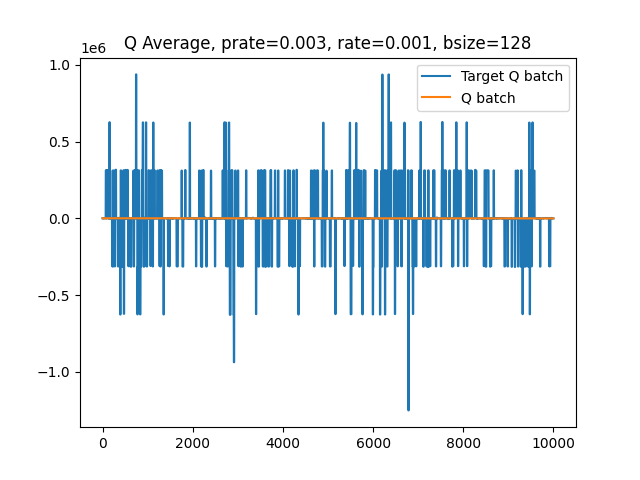 Q Average, prate=0.003, rate=0.001, bsize=128
1e6
Target Q batch
Q batch
1.0
0.5
0.0
−0.5
−1.0
0 2000 4000 6000 8000 10000